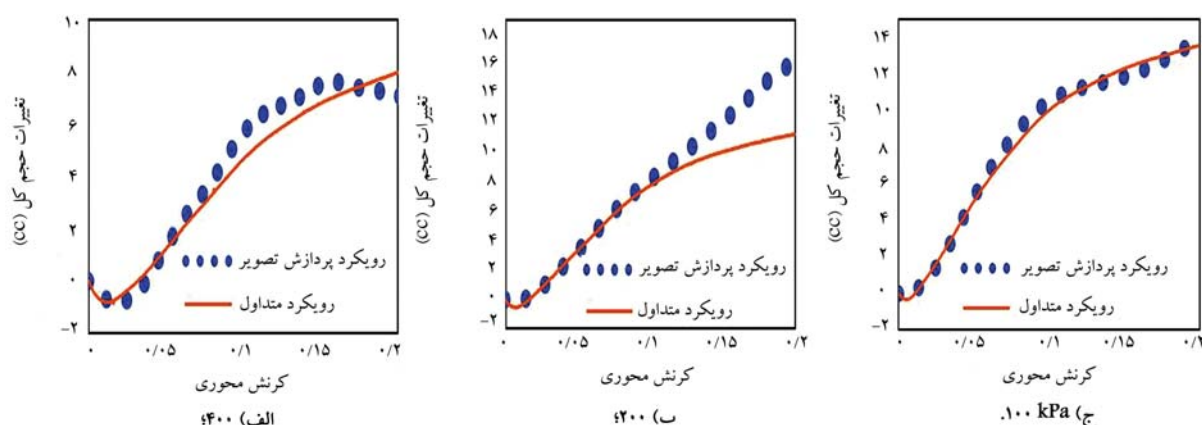 ۱۰
۸
۶
۴
۲
۰
-۲
تغییرات حجم کل (CC)
رویکرد پردازش تصویر
رویکرد متداول
۰ ۰/۰۵ ۰/۱ ۰/۱۵ ۰/۲
کرنش محوری
الف) ۴۰۰؛
۱۸
۱۶
۱۴
۱۲
۱۰
۸
۶
۴
۲
۰
-۲
تغییرات حجم کل (CC)
رویکرد پردازش تصویر
رویکرد متداول
۰ ۰/۰۵ ۰/۱ ۰/۱۵ ۰/۲
کرنش محوری
ب) ۲۰۰؛
۱۴
۱۲
۱۰
۸
۶
۴
۲
۰
-۲
تغییرات حجم کل (CC)
رویکرد پردازش تصویر
رویکرد متداول
۰ ۰/۰۵ ۰/۱ ۰/۱۵ ۰/۲
کرنش محوری
ج) ۱۰۰ kPa.